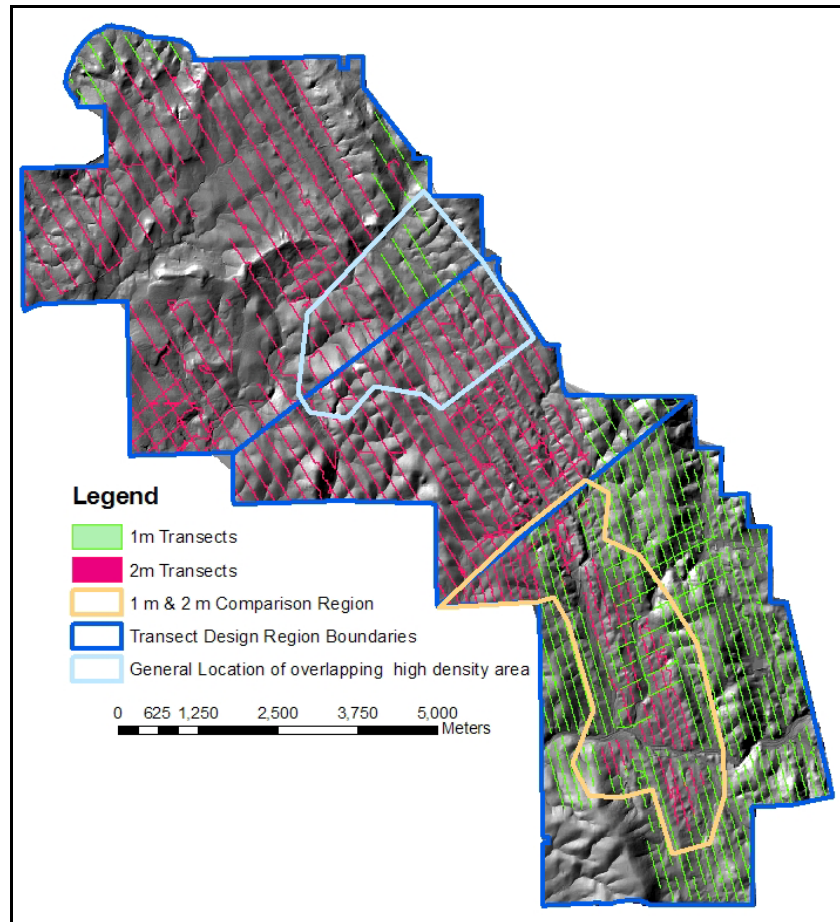 Legend
1m Transects
2m Transects
1 m & 2 m Comparison Region
Transect Design Region Boundaries
General Location of overlapping high density area
0 625 1,250 2,500 3,750 5,000
Meters